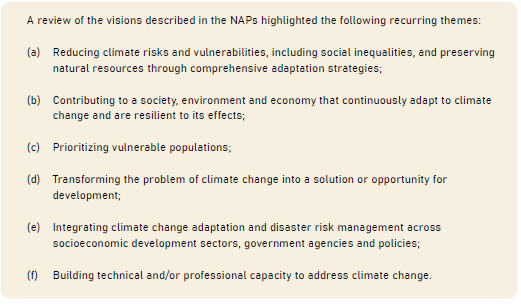 A review of the visions described in the NAPs highlighted the following recurring themes:
(a) Reducing climate risks and vulnerabilities, including social inequalities, and preserving
natural resources through comprehensive adaptation strategies;
(b) Contributing to a society, environment and economy that continuously adapt to climate
change and are resilient to its effects;
(c) Prioritizing vulnerable populations;
(d) Transforming the problem of climate change into a solution or opportunity for
development;
(e) Integrating climate change adaptation and disaster risk management across
socioeconomic development sectors, government agencies and policies;
(f) Building technical and/or professional capacity to address climate change.